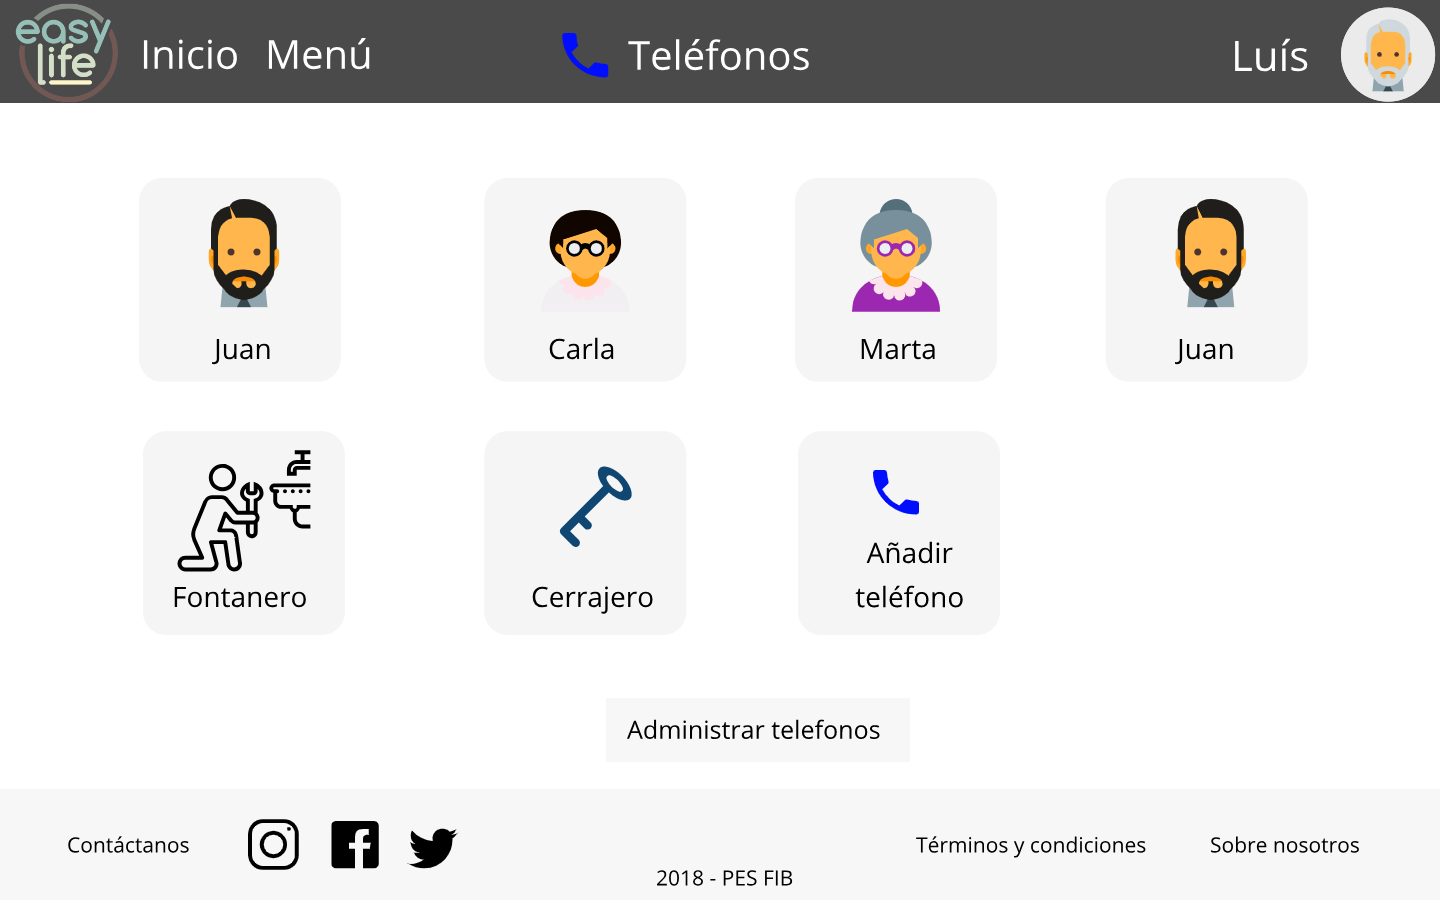 easy
life
Inicio Menú
Teléfonos
Luís
Juan
Carla
Marta
Juan
Fontanero
Cerrajero
Añadir
teléfono
Administrar telefonos
Contáctanos
Términos y condiciones
Sobre nosotros
2018 - PES FIB